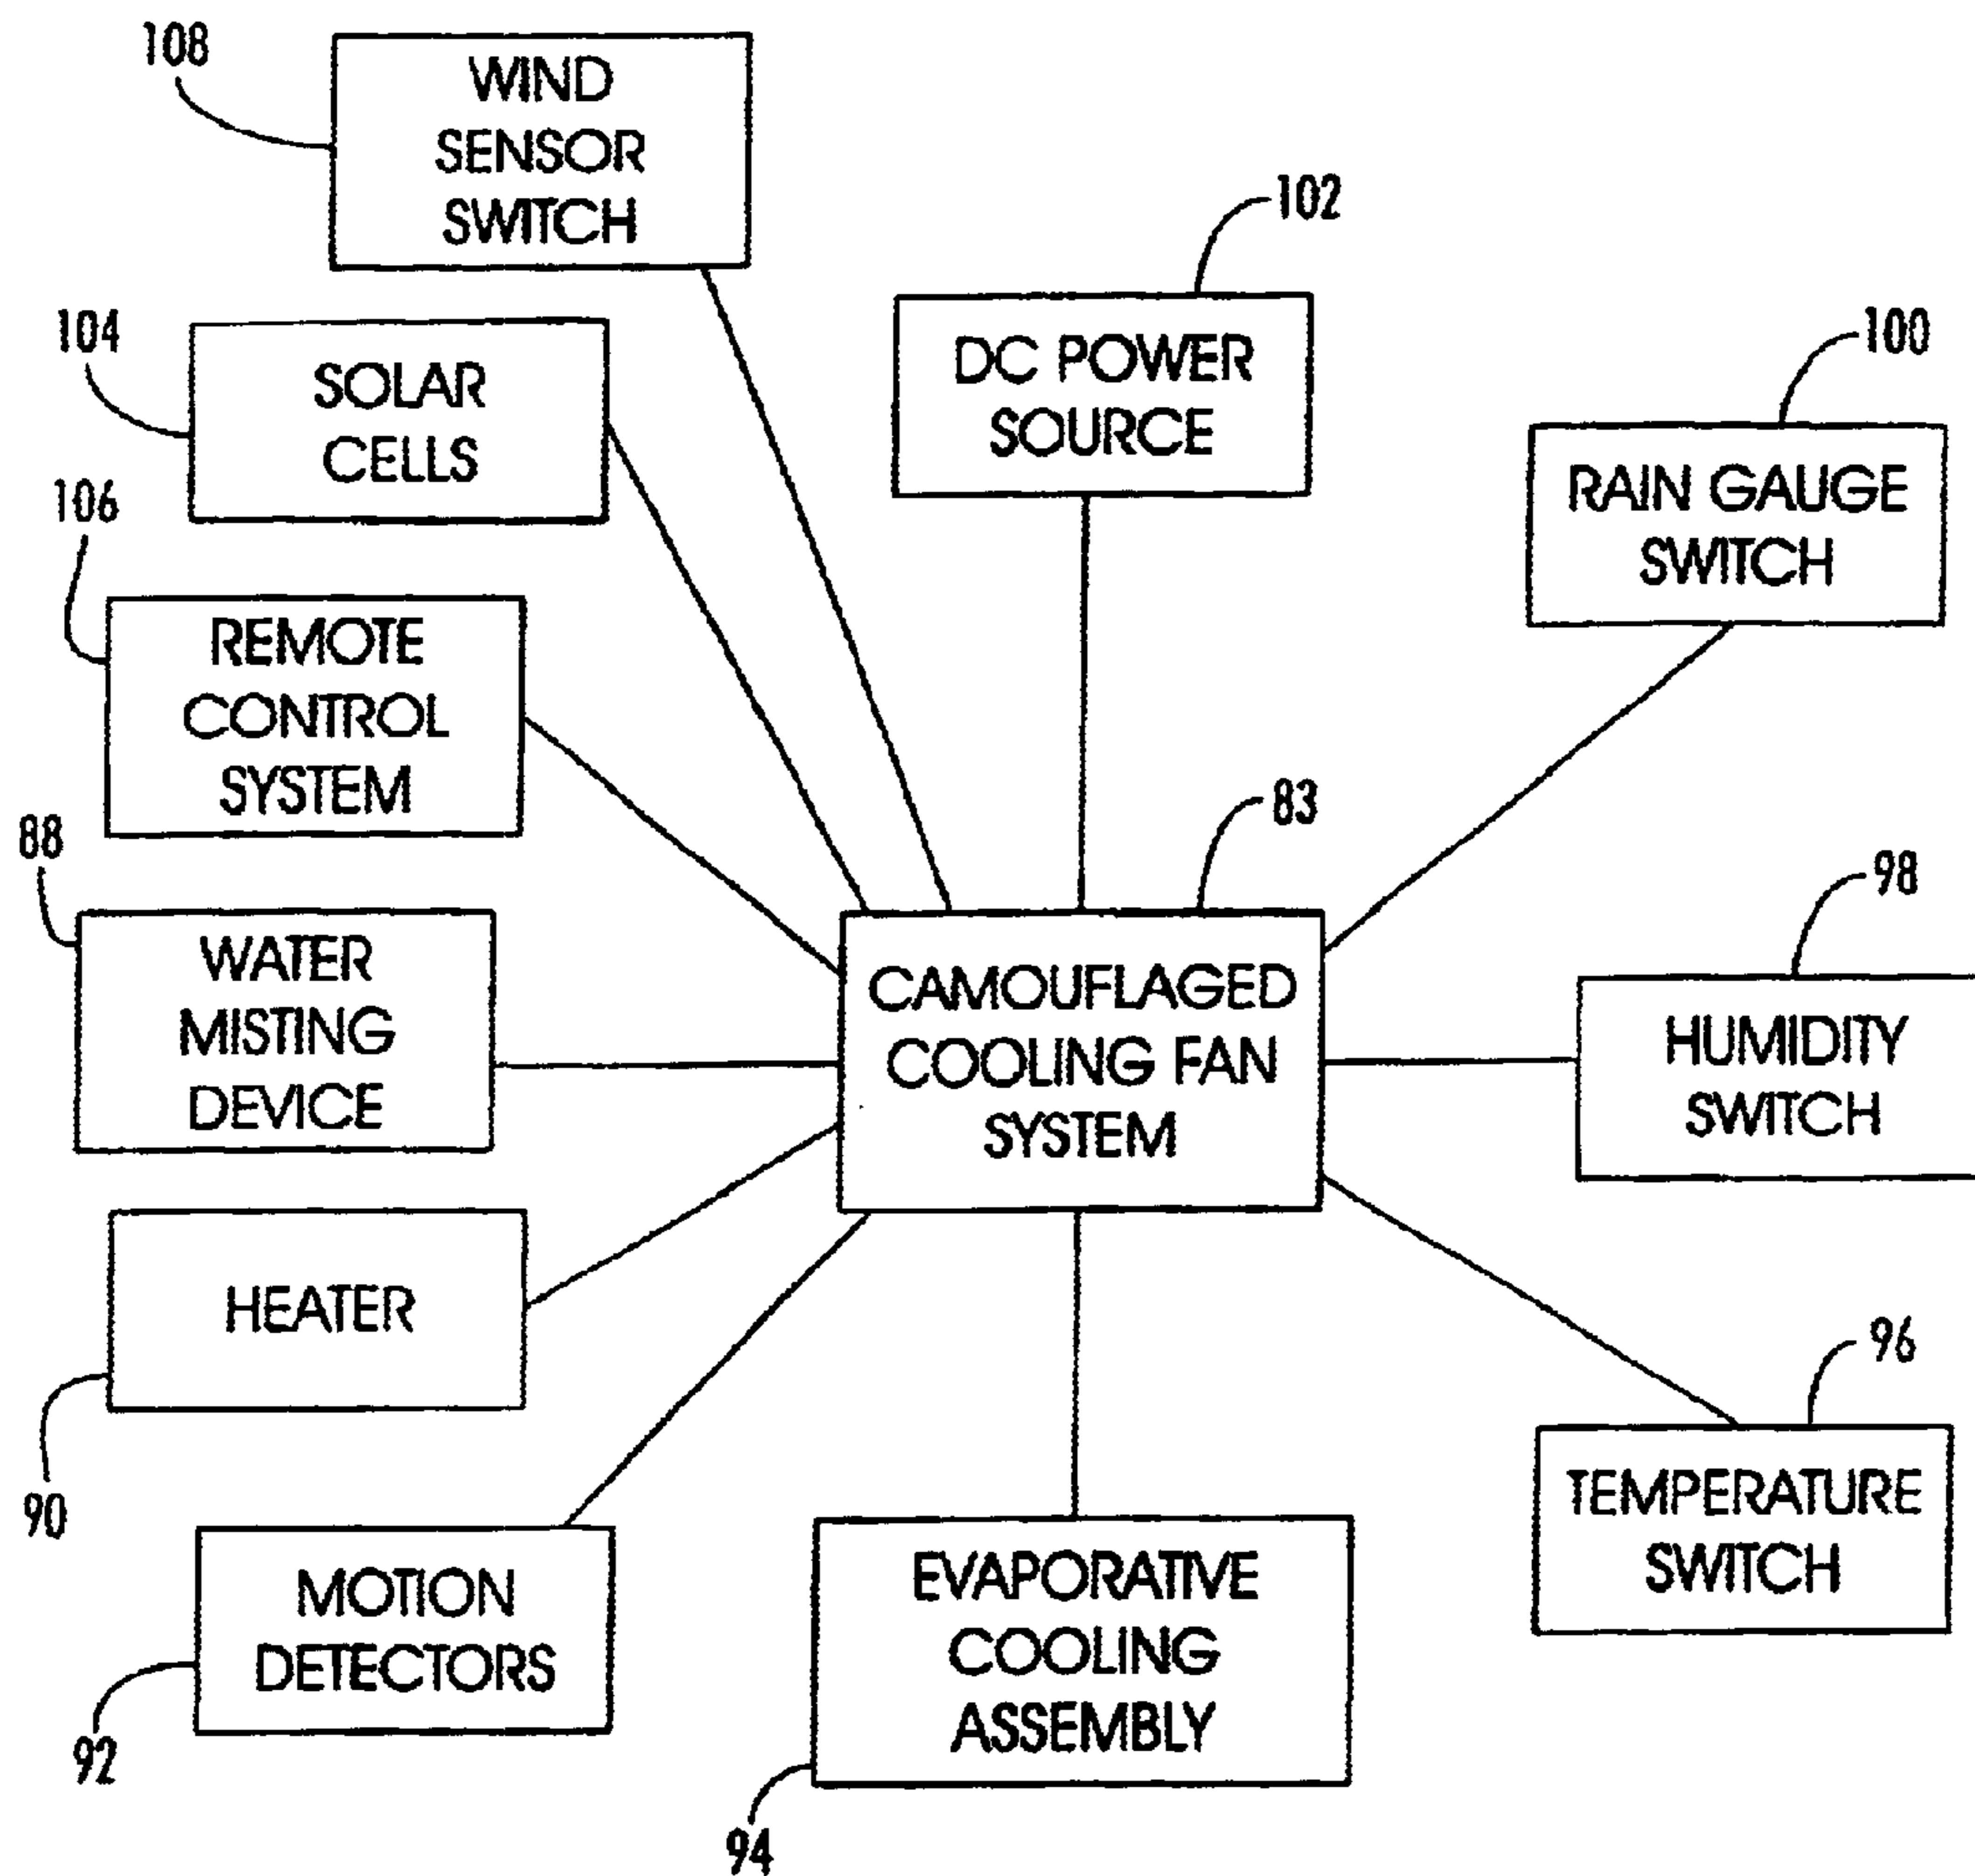 108
WIND
SENSOR
SWITCH
102
DC POWER
SOURCE
104
SOLAR
CELLS
100
RAIN GAUGE
SWITCH
106
REMOTE
CONTROL
SYSTEM
83
CAMOUFLAGED
COOLING FAN
SYSTEM
88
WATER
MISTING
DEVICE
98
HUMIDITY
SWITCH
HEATER
90
96
TEMPERATURE
SWITCH
MOTION
DETECTORS
92
EVAPORATIVE
COOLING
ASSEMBLY
94